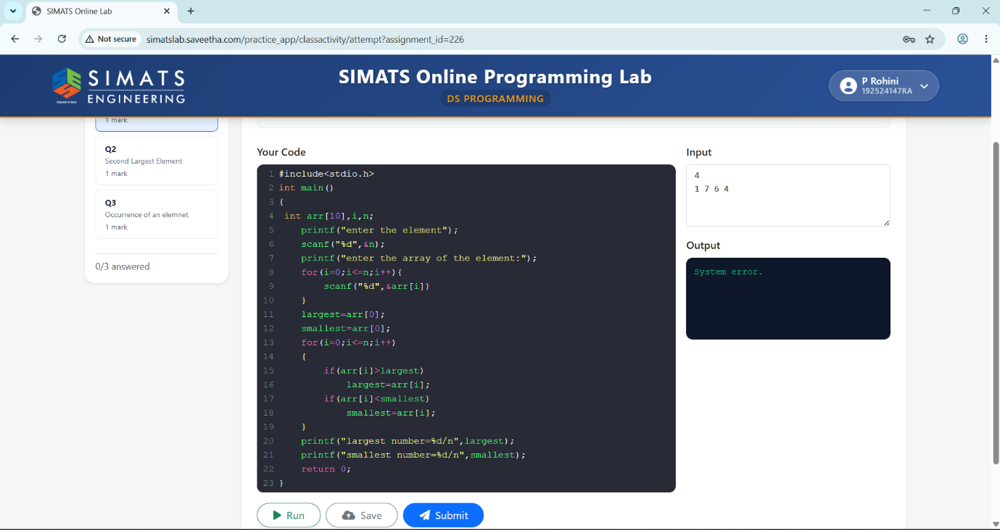 SIMATS Online Lab
Not secure
simatslab.saveetha.com/practice_app/classactivity/attempt?assignment_id=226
SIMATS
ENGINEERING
Engineer to Excel
SIMATS Online Programming Lab
DS PROGRAMMING
P Rohini
192524147RA
1 mark
Q2
Second Largest Element
1 mark
Q3
Occurrence of an elemnet
1 mark
0/3 answered
Your Code
1 #include<stdio.h>
2 int main()
3 {
4  int arr[10],i,n;
5     printf("enter the element");
6     scanf("%d",&n);
7     printf("enter the array of the element:");
8     for(i=0;i<=n;i++){
9         scanf("%d",&arr[i])
10     }
11     largest=arr[0];
12     smallest=arr[0];
13     for(i=0;i<=n;i++)
14     {
15         if(arr[i]>largest)
16             largest=arr[i];
17         if(arr[i]<smallest)
18             smallest=arr[i];
19     }
20     printf("largest number=%d/n",largest);
21     printf("smallest number=%d/n",smallest);
22     return 0;
23 }
Run
Save
Submit
Input
4
1 7 6 4
Output
System error.